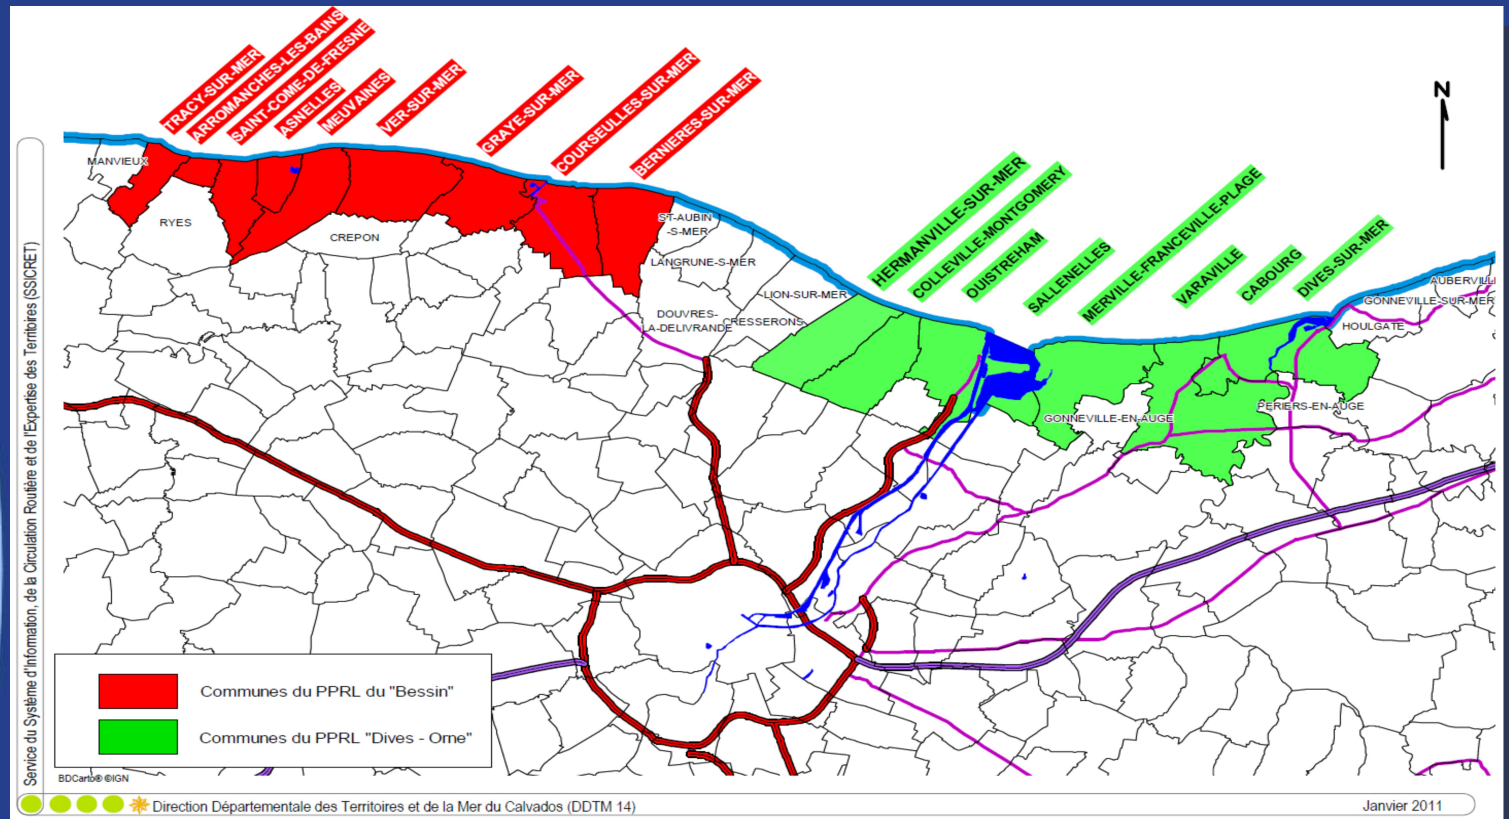 TRACY-SUR-MER
ARROMANCHES-LES-BAINS
SAINT-COME-DE-FRESNE
ASNELLES
MEUVAINES
VER-SUR-MER
GRAYE-SUR-MER
COURSEULLES-SUR-MER
BERNIERES-SUR-MER
N
HERMANVILLE-SUR-MER
COLLEVILLE-MONTGOMERY
OUISTREHAM
SALLENELLES
MERVILLE-FRANCEVILLE-PLAGE
VARAVILLE
CABOURG
DIVES-SUR-MER
MANVIEUX
RYES
CREPON
ST-AUBIN
-S-MER
LANGRUNE-S-MER
LION-SUR-MER
DOUVRES-
LA-DELIVRANDE
CRESSERONS
AUBERVILL
GONNEVILLE-SUR-MER
HOULGATE
GONNEVILLE-EN-AUGE
PERIERS-EN-AUGE
Service du Système d'Information, de la Circulation Routière et de l'Expertise des Territoires (SSICRET)
Communes du PPRL du "Bessin"
Communes du PPRL "Dives - Orne"
BDCarto® ©IGN
Direction Départementale des Territoires et de la Mer du Calvados (DDTM 14)
Janvier 2011